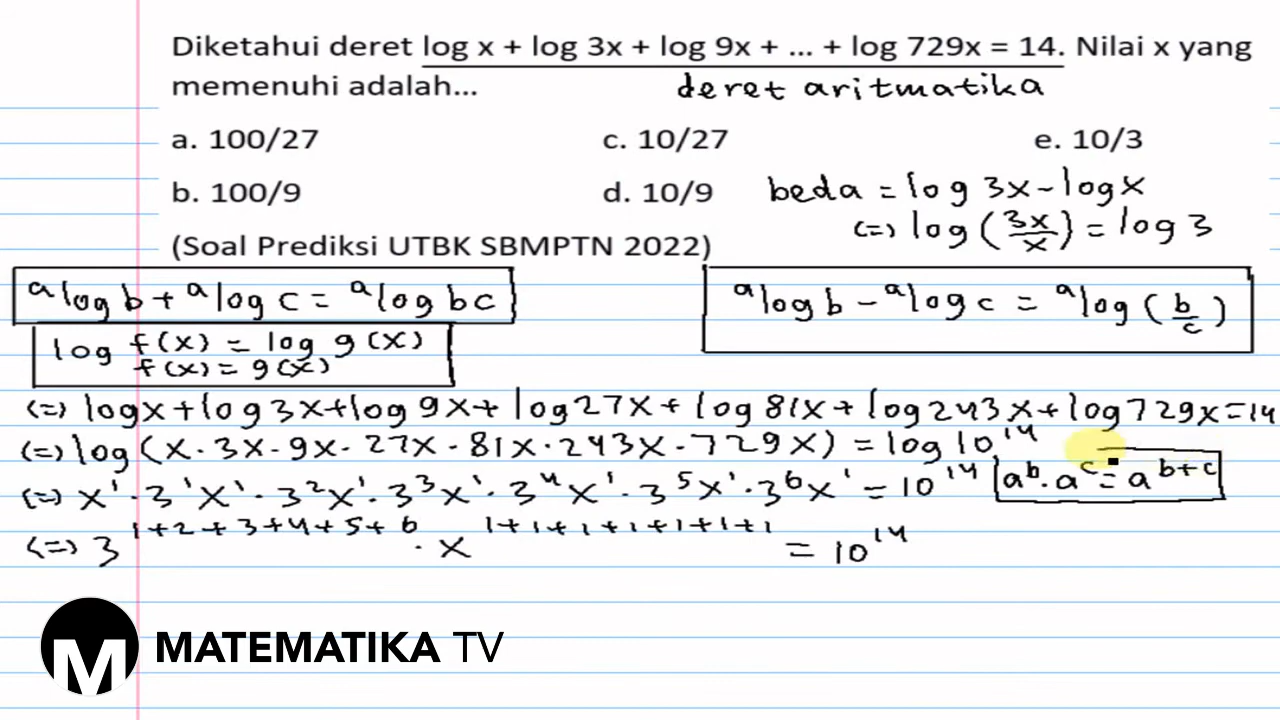 Diketahui deret log x + log 3x + log 9x + ... + log 729x = 14. Nilai x yang
memenuhi adalah...
deret aritmatika
a. 100/27
c. 10/27
e. 10/3
b. 100/9
d. 10/9
beda = log 3x - log x
(=) log (3x/x) = log 3
(Soal Prediksi UTBK SBMPTN 2022)
ᵃlog b + ᵃlog c = ᵃlog bc
ᵃlog b - ᵃlog c = ᵃlog (b/c)
log f(x) = log g(x)
f(x) = g(x)
(=) log x + log 3x + log 9x + log 27x + log 81x + log 243x + log 729x = 14
(=) log (x · 3x · 9x · 27x · 81x · 243x · 729x) = log 10¹⁴
(=) x¹ · 3¹x¹ · 3²x¹ · 3³x¹ · 3⁴x¹ · 3⁵x¹ · 3⁶x¹ = 10¹⁴
aᵇ · aᶜ = aᵇ⁺ᶜ
(=) 3¹⁺²⁺³⁺⁴⁺⁵⁺⁶ · x¹⁺¹⁺¹⁺¹⁺¹⁺¹⁺¹ = 10¹⁴
M MATEMATIKA TV